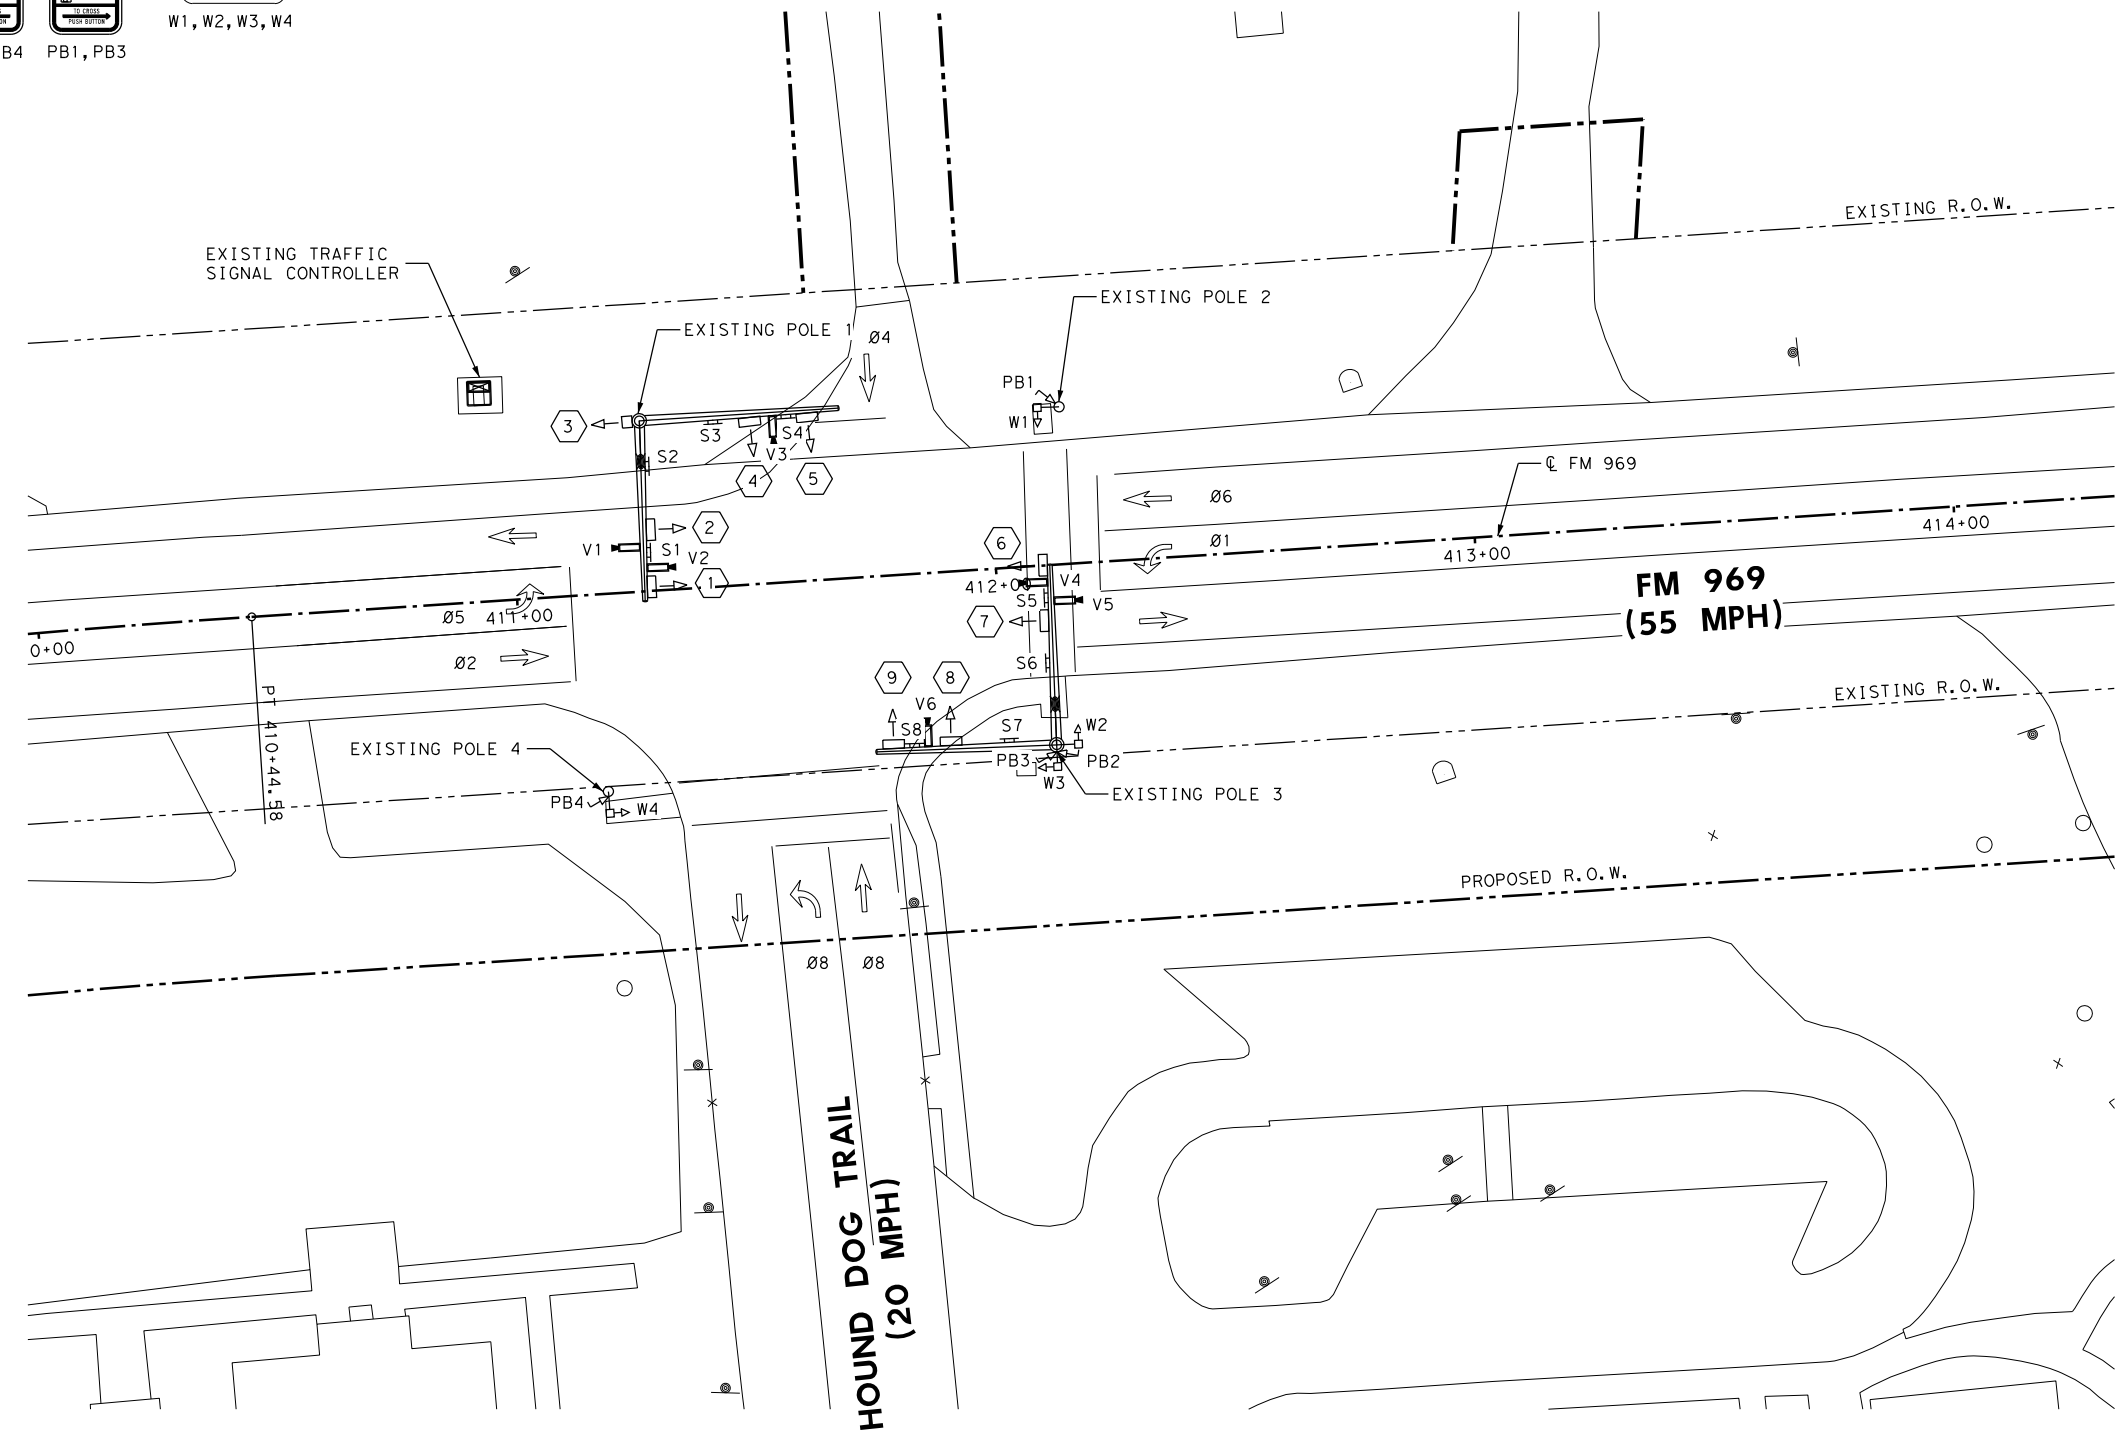 TO CROSS
PUSH BUTTON
W1,W2,W3,W4
B4
PB1,PB3
EXISTING R.O.W.
EXISTING TRAFFIC
SIGNAL CONTROLLER
EXISTING POLE 2
EXISTING POLE 1
Ø4
PB1
W1
3
S3
S4
V3
S2
4
5
℄ FM 969
Ø6
2
6
Ø1
414+00
V1
S1
V2
1
413+00
412+00
V4
FM 969
(55 MPH)
S5
V5
Ø5
411+00
7
0+00
Ø2
S6
9
8
EXISTING R.O.W.
PT 410+44.58
V6
S8
S7
W2
EXISTING POLE 4
PB3
PB2
W3
PB4
W4
EXISTING POLE 3
PROPOSED R.O.W.
Ø8
Ø8
HOUND DOG TRAIL
(20 MPH)